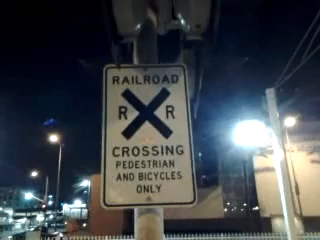 RAILROAD
R R
CROSSING
PEDESTRIAN
AND BICYCLES
ONLY